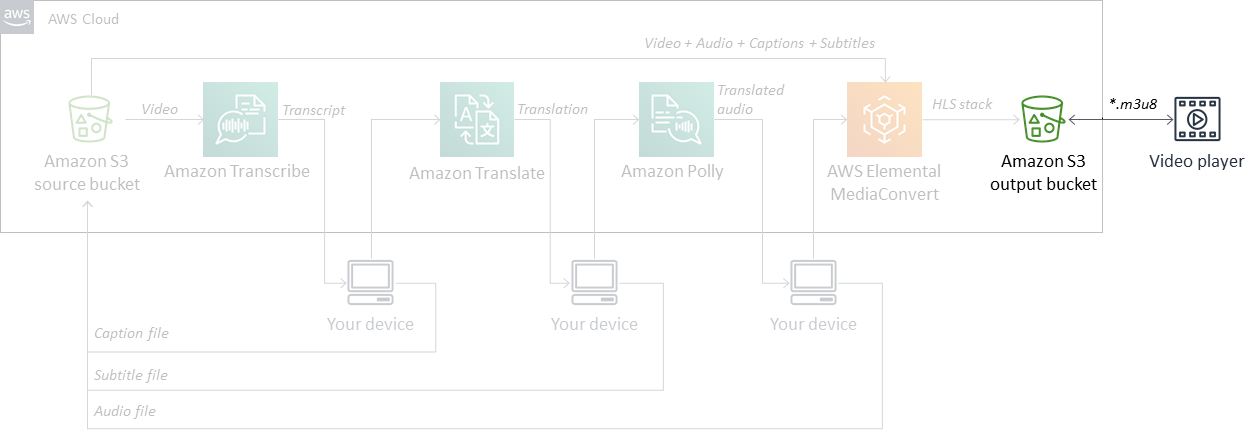 aws
AWS Cloud
Video + Audio + Captions + Subtitles
Video
Transcript
Translation
Translated
audio
HLS stack
*.m3u8
Amazon S3
source bucket
Amazon Transcribe
Amazon Translate
Amazon Polly
AWS Elemental
MediaConvert
Amazon S3
output bucket
Video player
Your device
Your device
Your device
Caption file
Subtitle file
Audio file